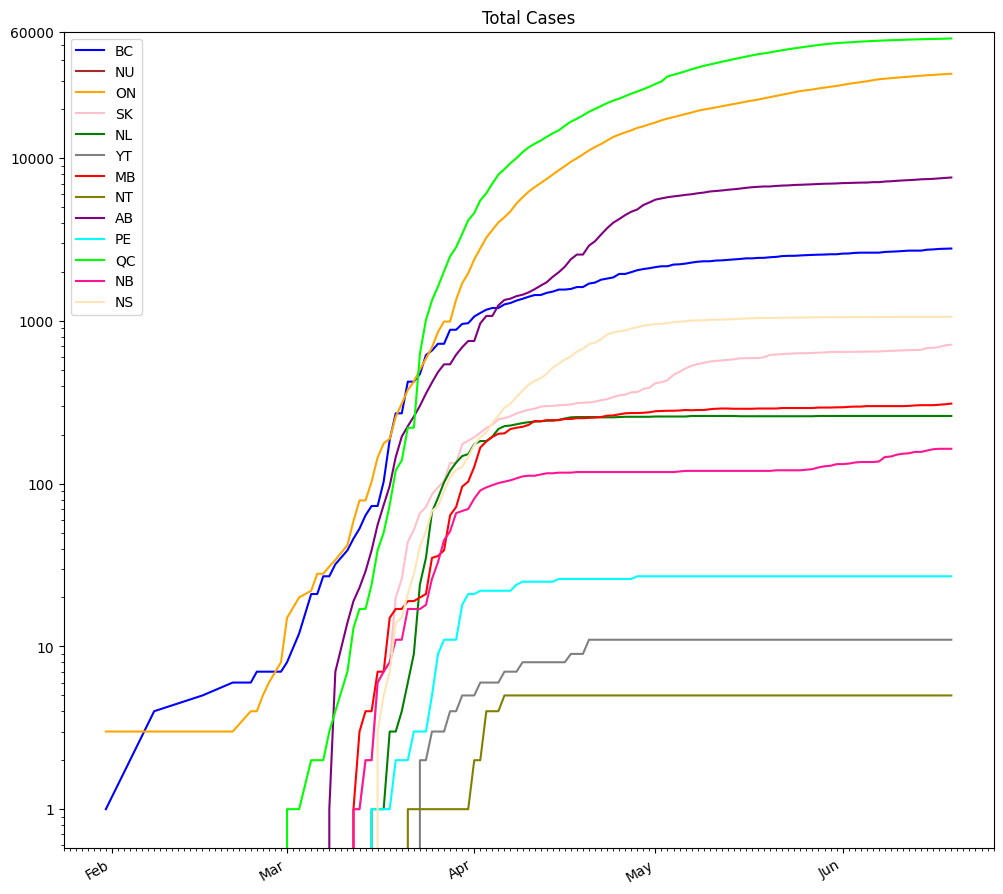 Total Cases
60000
10000
1000
100
10
1
BC
NU
ON
SK
NL
YT
MB
NT
AB
PE
QC
NB
NS
Feb
Mar
Apr
May
Jun